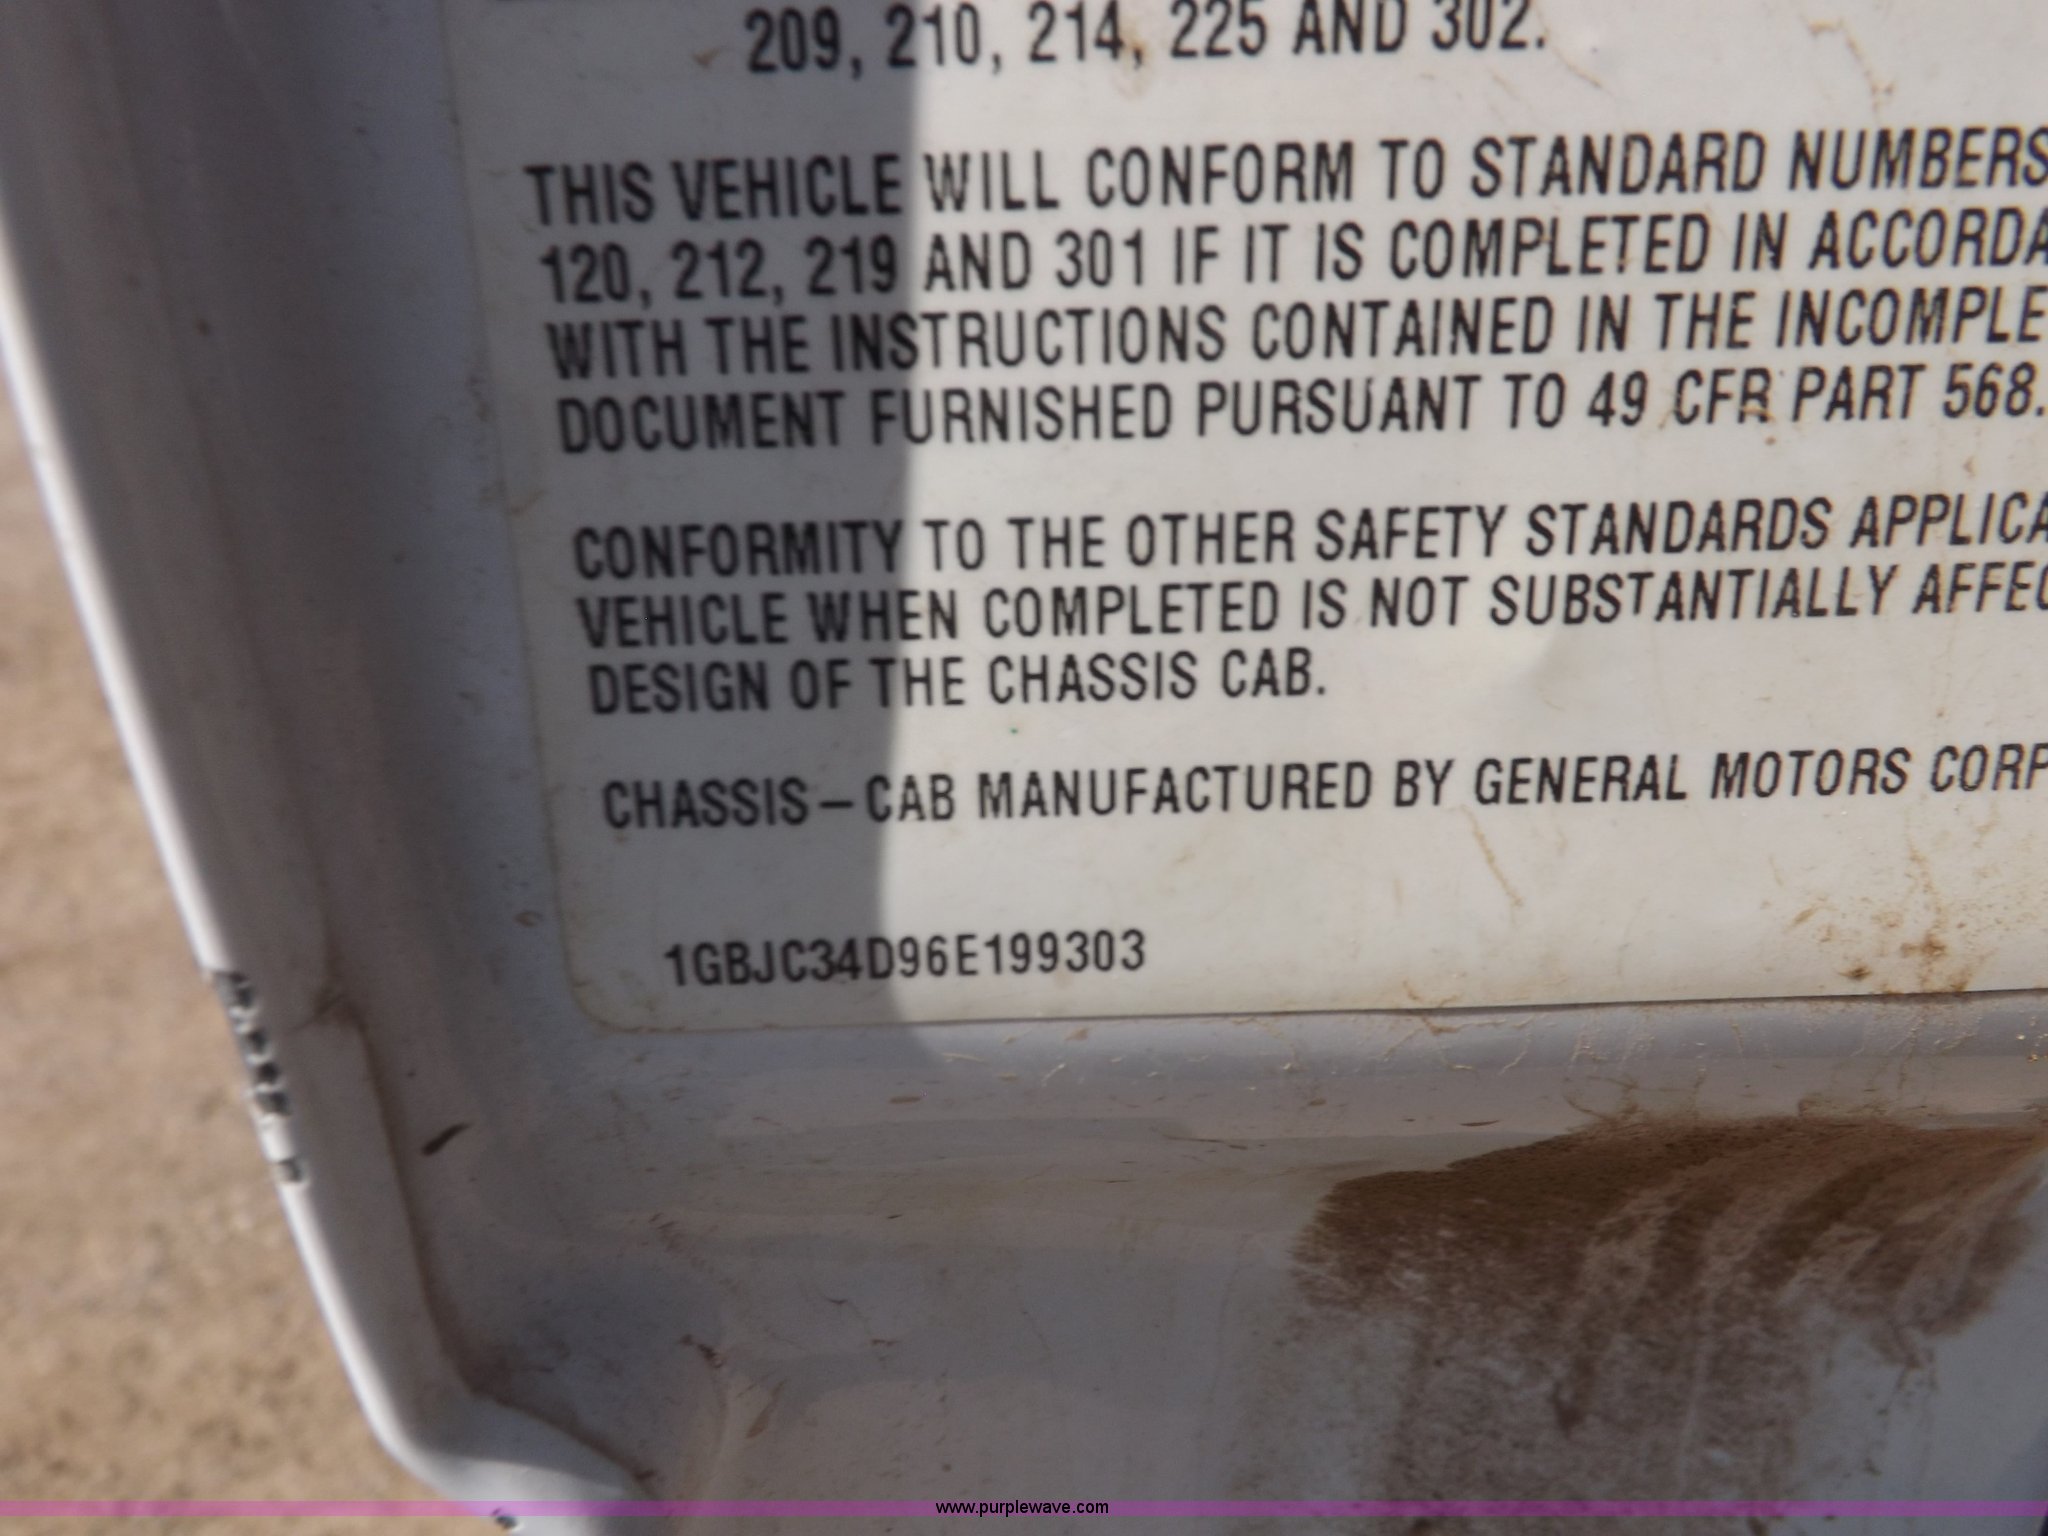 209, 210, 214, 225 AND 302.
THIS VEHICLE WILL CONFORM TO STANDARD NUMBERS
120, 212, 219 AND 301 IF IT IS COMPLETED IN ACCORDA
WITH THE INSTRUCTIONS CONTAINED IN THE INCOMPLE
DOCUMENT FURNISHED PURSUANT TO 49 CFR PART 568.
CONFORMITY TO THE OTHER SAFETY STANDARDS APPLICA
VEHICLE WHEN COMPLETED IS NOT SUBSTANTIALLY AFFEC
DESIGN OF THE CHASSIS CAB.
CHASSIS – CAB MANUFACTURED BY GENERAL MOTORS CORP
1GBJC34D96E199303
www.purplewave.com